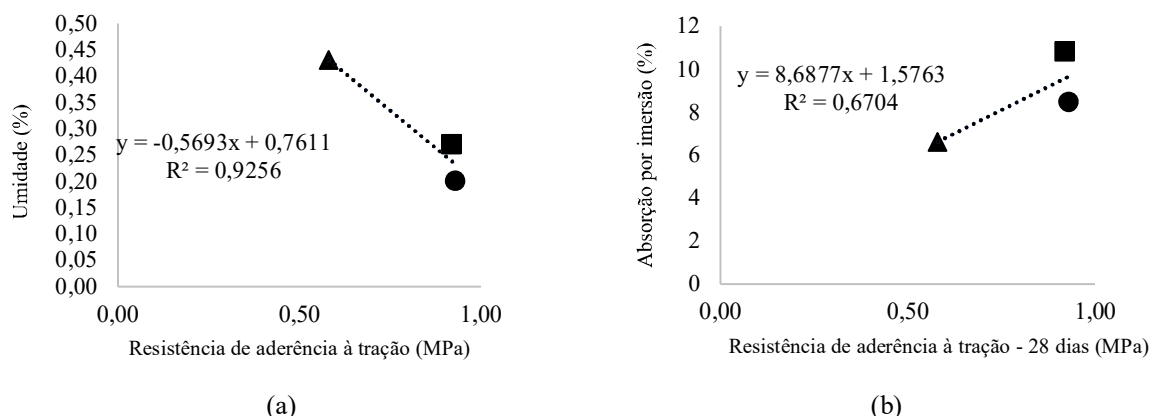 0,50
0,45
0,40
0,35
0,30
0,25
0,20
0,15
0,10
0,05
0,00
Umidade (%)
y = -0,5693x + 0,7611
R² = 0,9256
0,00 0,50 1,00
Resistência de aderência à tração (MPa)
(a)
12
10
8
6
4
2
0
Absorção por imersão (%)
y = 8,6877x + 1,5763
R² = 0,6704
0,00 0,50 1,00
Resistência de aderência à tração - 28 dias (MPa)
(b)